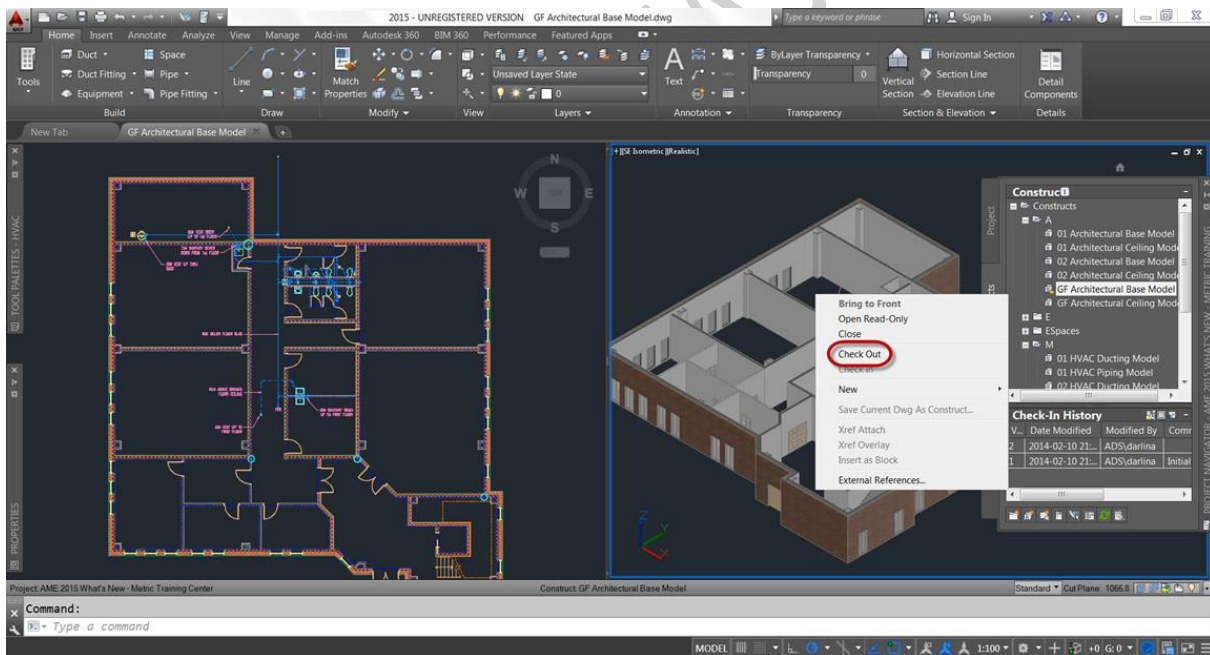 2015 - UNREGISTERED VERSION GF Architectural Base Model.dwg
Type a keyword or phrase
Sign In
MEP
Home Insert Annotate Analyze View Manage Add-ins Autodesk 360 BIM 360 Performance Featured Apps
Tools
Duct
Space
Duct Fitting
Pipe
Equipment
Pipe Fitting
Build
Line
Draw
Match
Properties
Modify
View
Unsaved Layer State
0
Layers
Text
Annotation
ByLayer Transparency
Transparency 0
Transparency
Vertical
Section
Horizontal Section
Section Line
Elevation Line
Section & Elevation
Detail
Components
Details
New Tab
GF Architectural Base Model
TOOL PALETTES - HVAC
PROPERTIES
N
W TOP E
S
[+][SE Isometric][Realistic]
Z
Y
X
Bring to Front
Open Read-Only
Close
Check Out
Check In
New
Save Current Dwg As Construct...
Xref Attach
Xref Overlay
Insert as Block
External References...
Project
Construc
Constructs
A
01 Architectural Base Model
01 Architectural Ceiling Mode
02 Architectural Base Model
02 Architectural Ceiling Mode
GF Architectural Base Model
GF Architectural Ceiling Mod
E
ESpaces
M
01 HVAC Ducting Model
01 HVAC Piping Model
02 HVAC Ducting Model
Check-In History
V... Date Modified Modified By Comr
2 2014-02-10 21:... ADS\darlina
1 2014-02-10 21:... ADS\darlina Initial
PROJECT NAVIGATOR - AME 2015 WHAT'S NEW - METRIC TRAINING
Project: AME 2015 What's New - Metric Training Center
Construct: GF Architectural Base Model
Standard Cut Plane: 1066.8
Command:
Type a command
MODEL
1:100
+0 G: 0